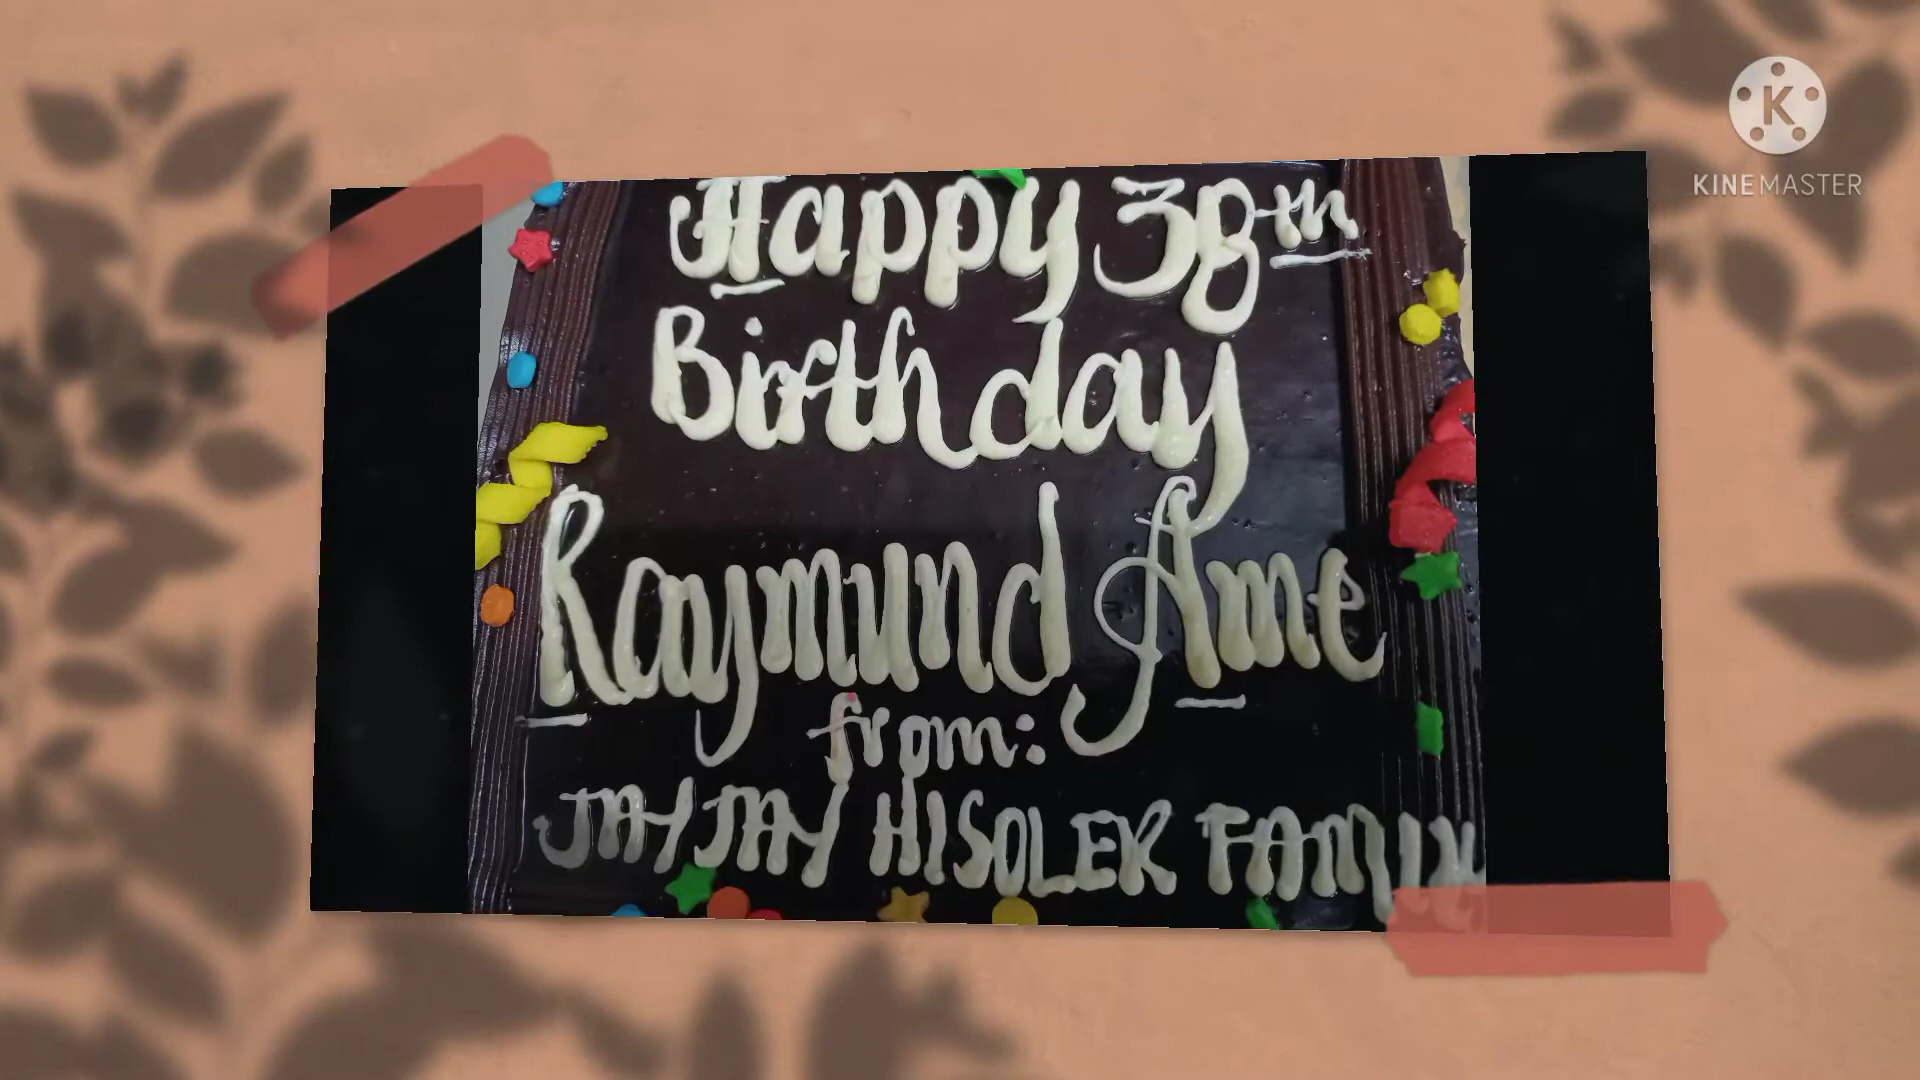 K
KINEMASTER
Happy 38th
Birthday
Raymund Ame
from:
JAYJAY HISOLER FAMILY